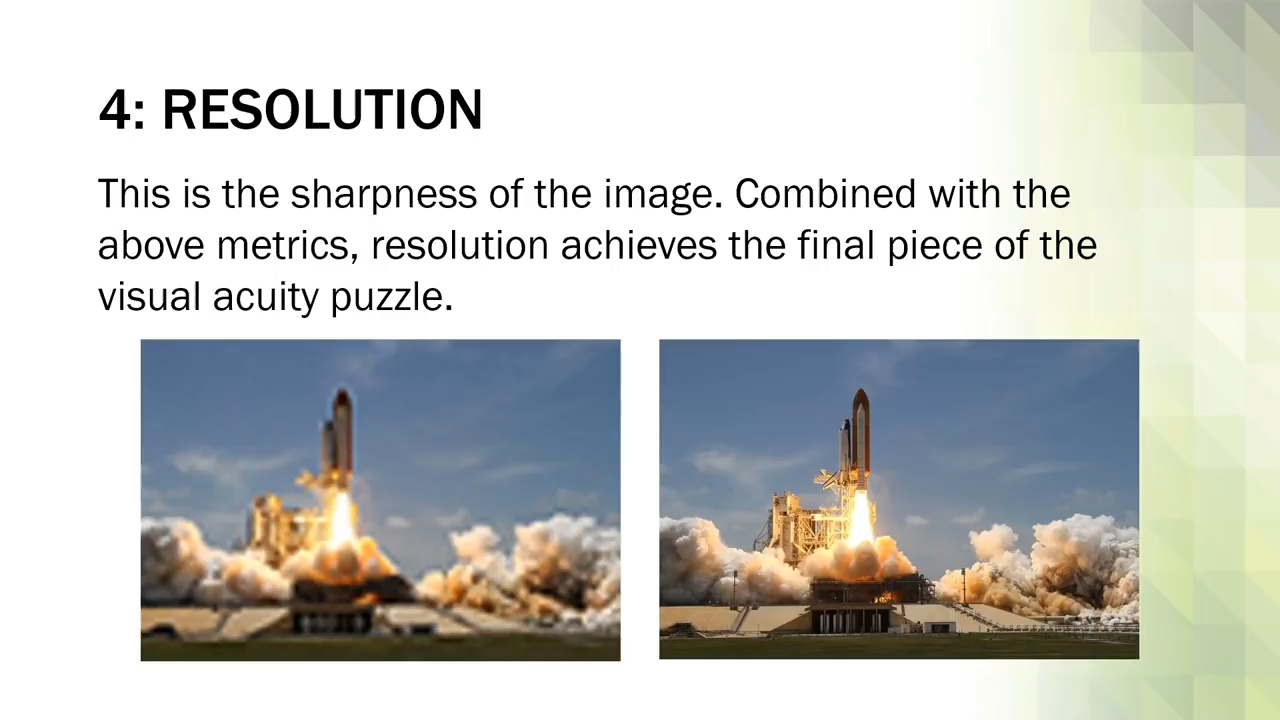 4: RESOLUTION
This is the sharpness of the image. Combined with the
above metrics, resolution achieves the final piece of the
visual acuity puzzle.